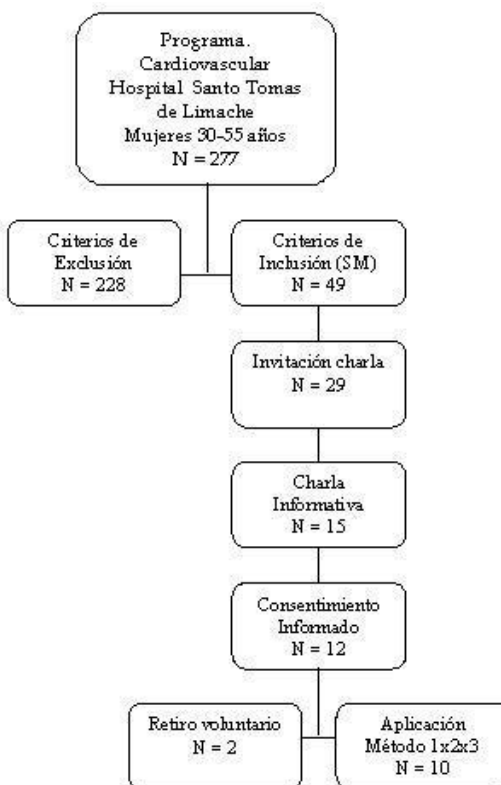 Programa.
Cardiovascular
Hospital Santo Tomas
de Limache
Mujeres 30-55 años
N = 277
Criterios de
Exclusión
N = 228
Criterios de
Inclusión (SM)
N = 49
Invitación charla
N = 29
Charla
Informativa
N = 15
Consentimiento
Informado
N = 12
Retiro voluntario
N = 2
Aplicación
Método 1x2x3
N = 10